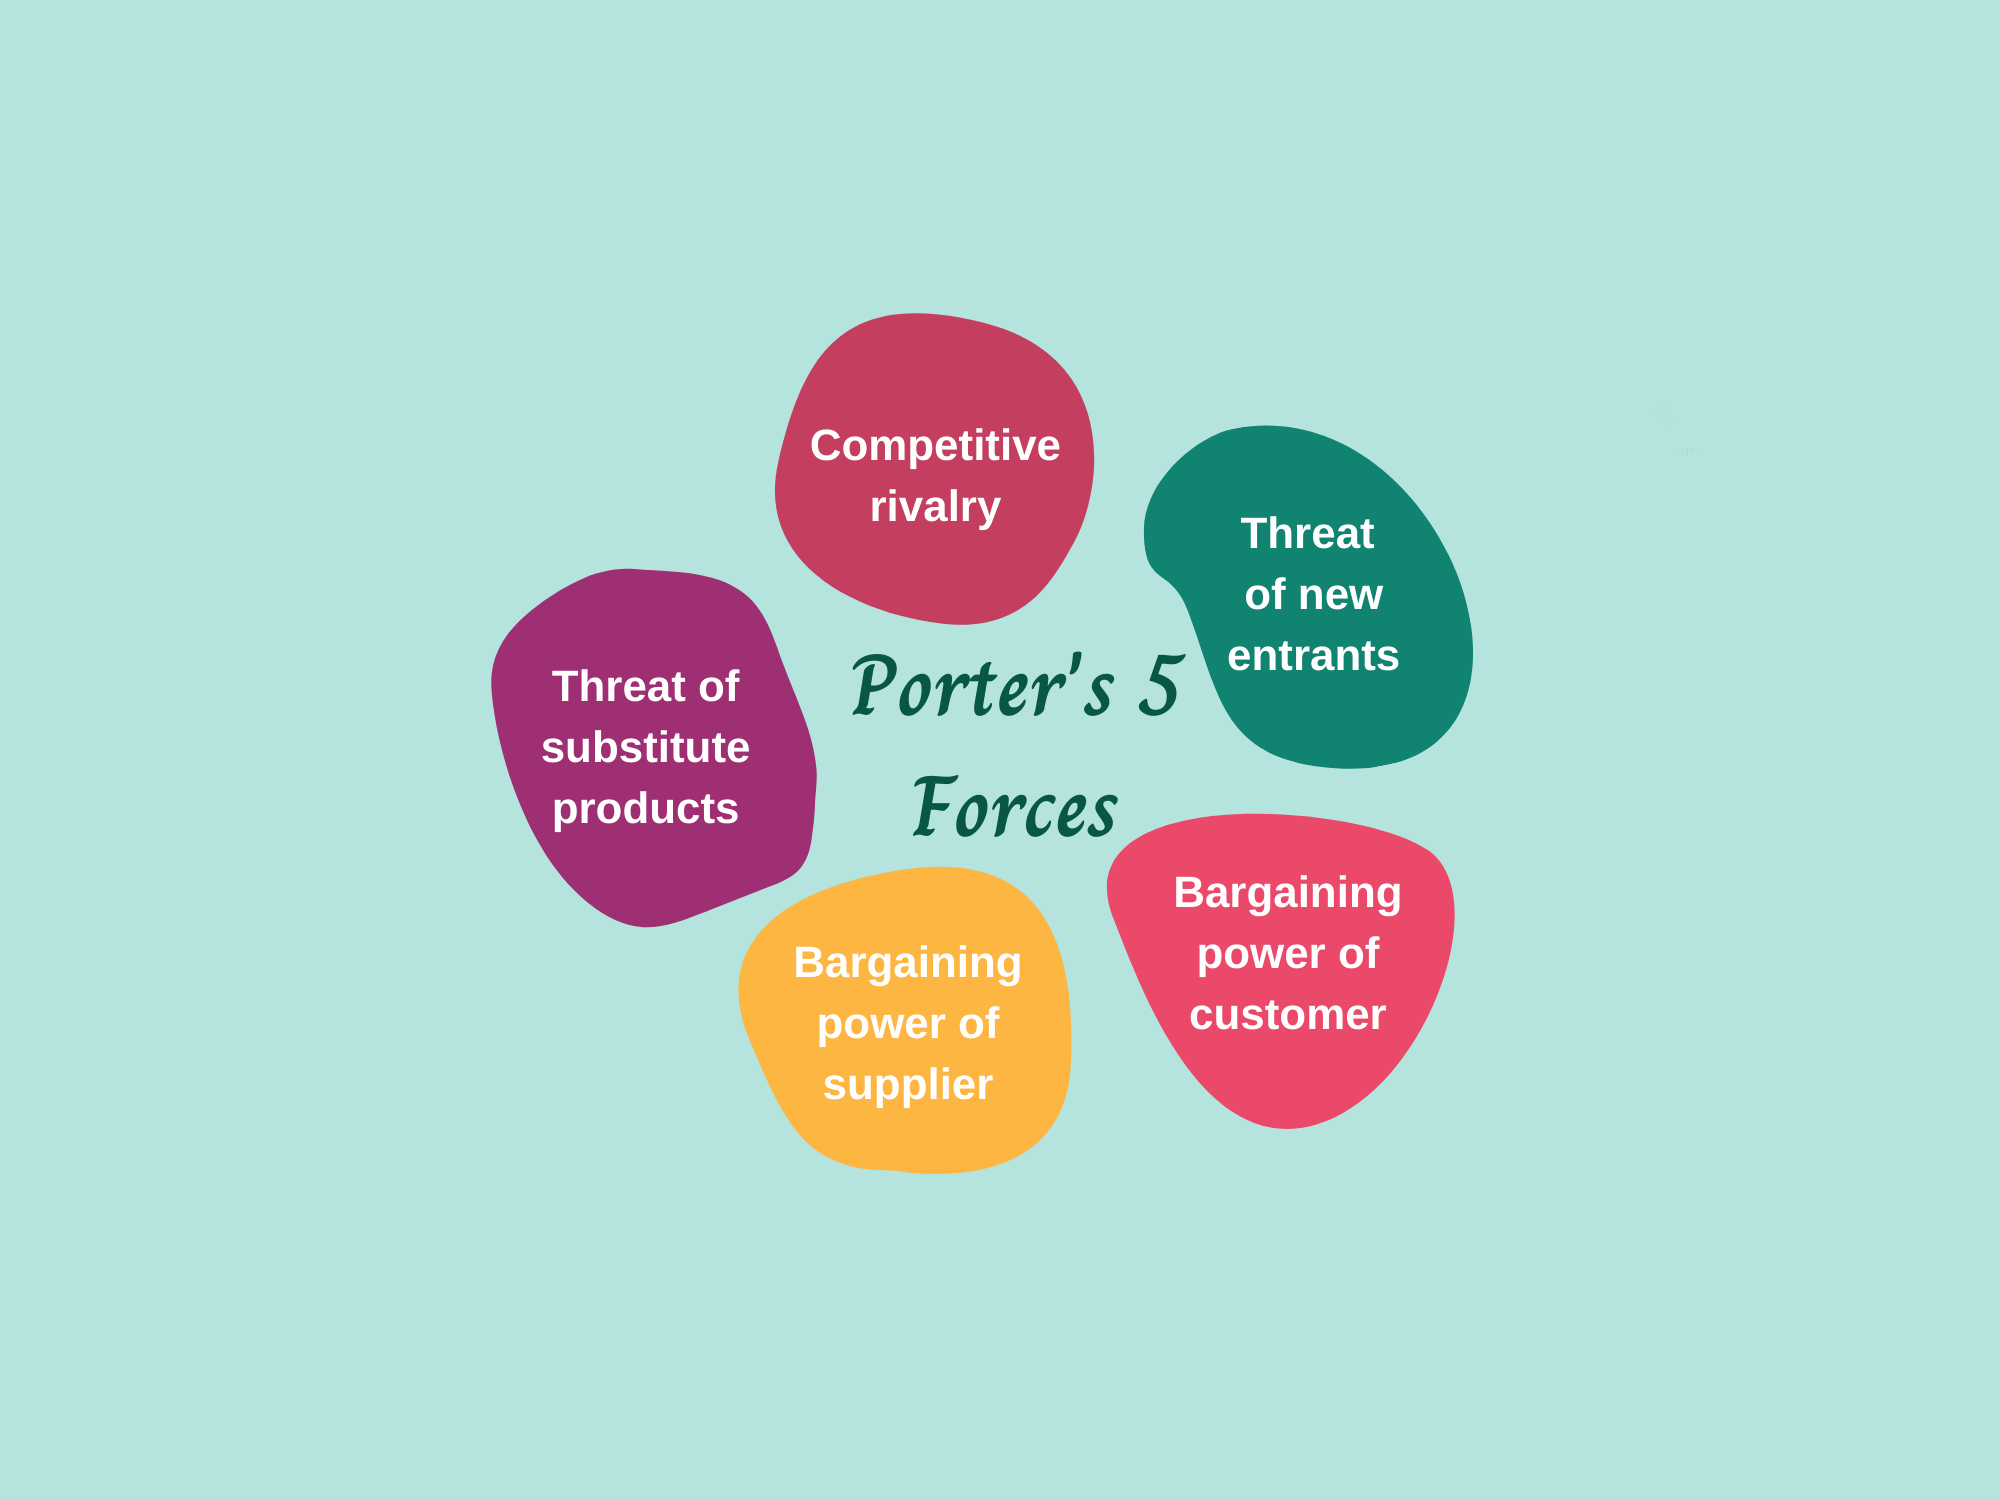 Competitive
rivalry
Threat
of new
entrants
Porter's 5
Forces
Threat of
substitute
products
Bargaining
power of
customer
Bargaining
power of
supplier